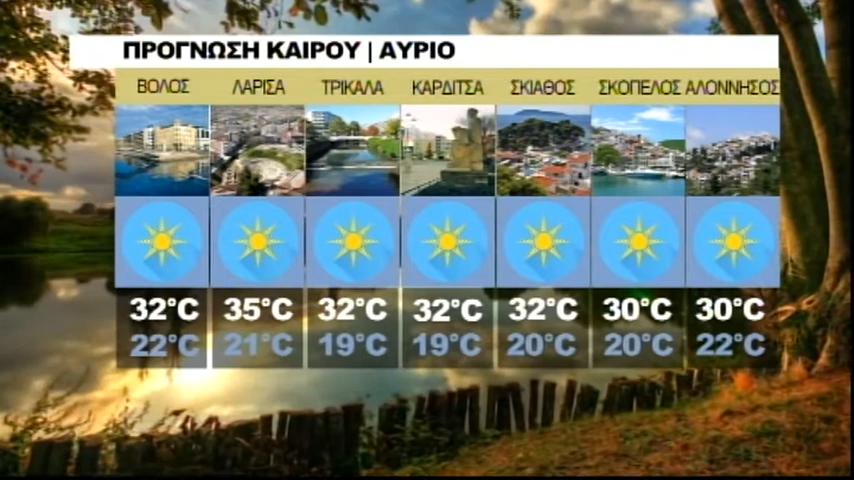 ΠΡΟΓΝΩΣΗ ΚΑΙΡΟΥ | ΑΥΡΙΟ
ΒΟΛΟΣ ΛΑΡΙΣΑ ΤΡΙΚΑΛΑ ΚΑΡΔΙΤΣΑ ΣΚΙΑΘΟΣ ΣΚΟΠΕΛΟΣ ΑΛΟΝΝΗΣΟΣ
32°C 35°C 32°C 32°C 32°C 30°C 30°C
22°C 21°C 19°C 19°C 20°C 20°C 22°C